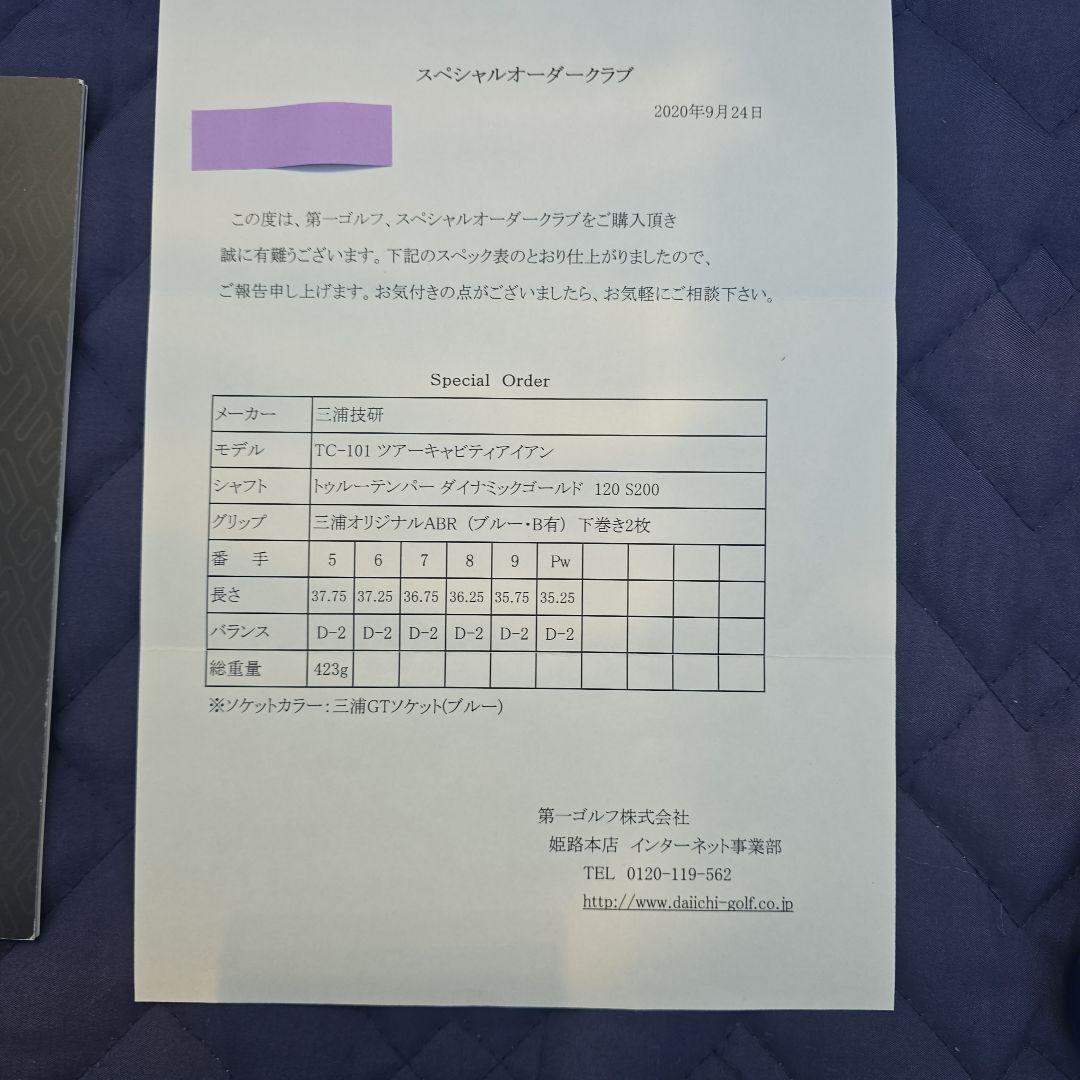 スペシャルオーダークラブ
2020年9月24日
この度は、第一ゴルフ、スペシャルオーダークラブをご購入頂き
誠に有難うございます。下記のスペック表のとおり仕上がりましたので、
ご報告申し上げます。お気付きの点がございましたら、お気軽にご相談下さい。
Special Order
メーカー 三浦技研
モデル TC-101 ツアーキャビティアイアン
シャフト トゥルーテンパー ダイナミックゴールド 120 S200
グリップ 三浦オリジナルABR (ブルー・B有) 下巻き2枚
番 手 5 6 7 8 9 Pw
長さ 37.75 37.25 36.75 36.25 35.75 35.25
バランス D-2 D-2 D-2 D-2 D-2 D-2
総重量 423g
※ソケットカラー：三浦GTソケット(ブルー)
第一ゴルフ株式会社
姫路本店 インターネット事業部
TEL 0120-119-562
http://www.daiichi-golf.co.jp